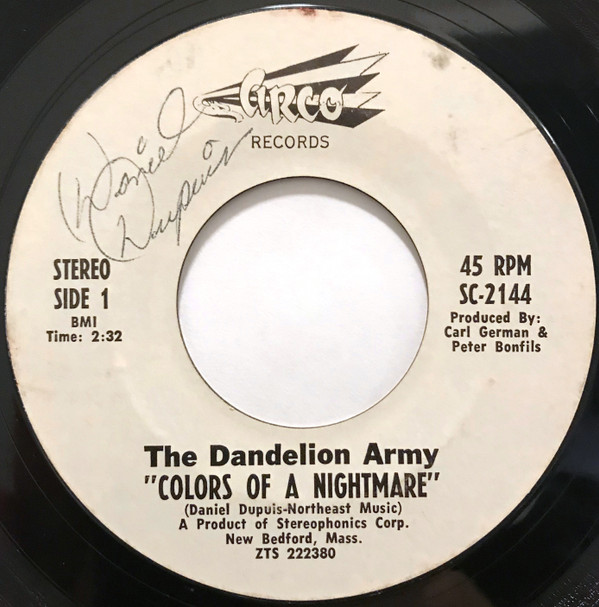 Arco
RECORDS
Daniel
Dupuis
STEREO
SIDE 1
BMI
Time: 2:32
45 RPM
SC-2144
Produced By:
Carl German &
Peter Bonfils
The Dandelion Army
"COLORS OF A NIGHTMARE"
(Daniel Dupuis-Northeast Music)
A Product of Stereophonics Corp.
New Bedford, Mass.
ZTS 222380